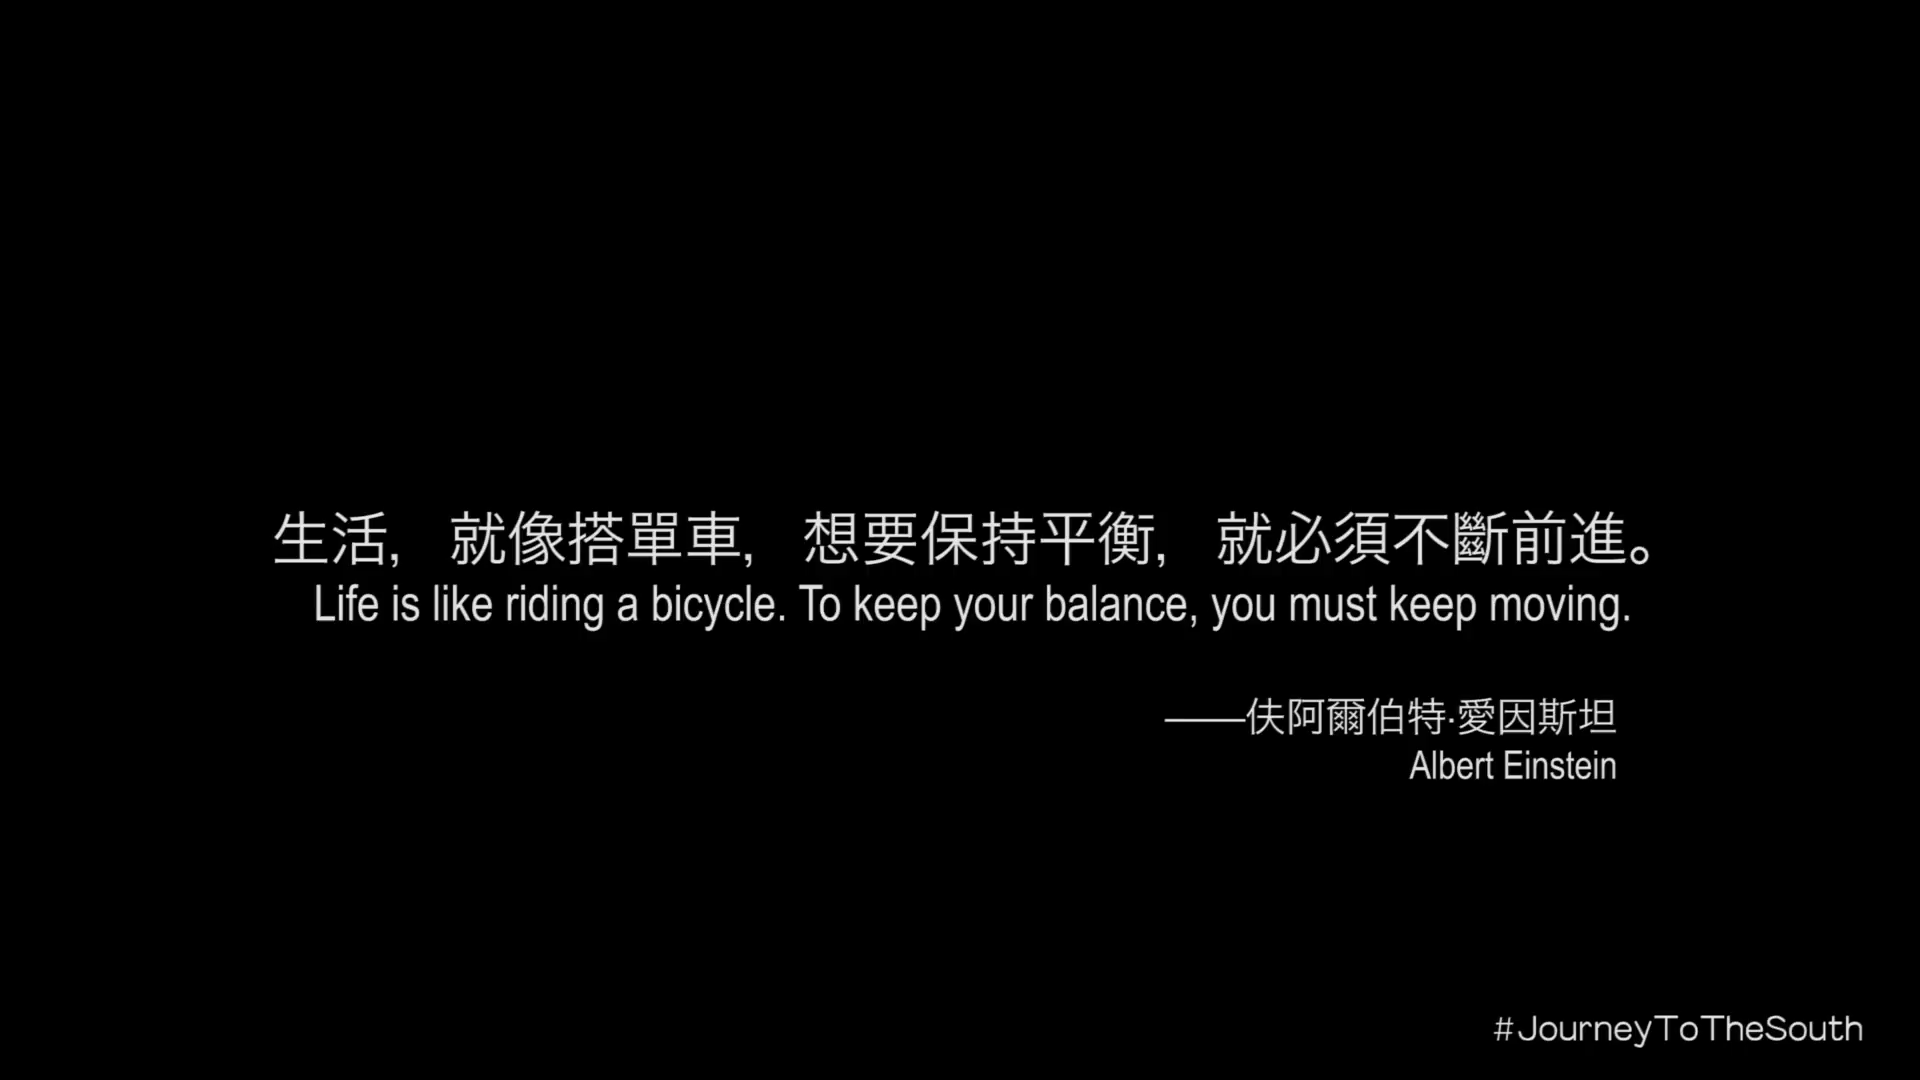 生活，就像搭單車，想要保持平衡，就必須不斷前進。
Life is like riding a bicycle. To keep your balance, you must keep moving.
——伕阿爾伯特·愛因斯坦
Albert Einstein
#JourneyToTheSouth